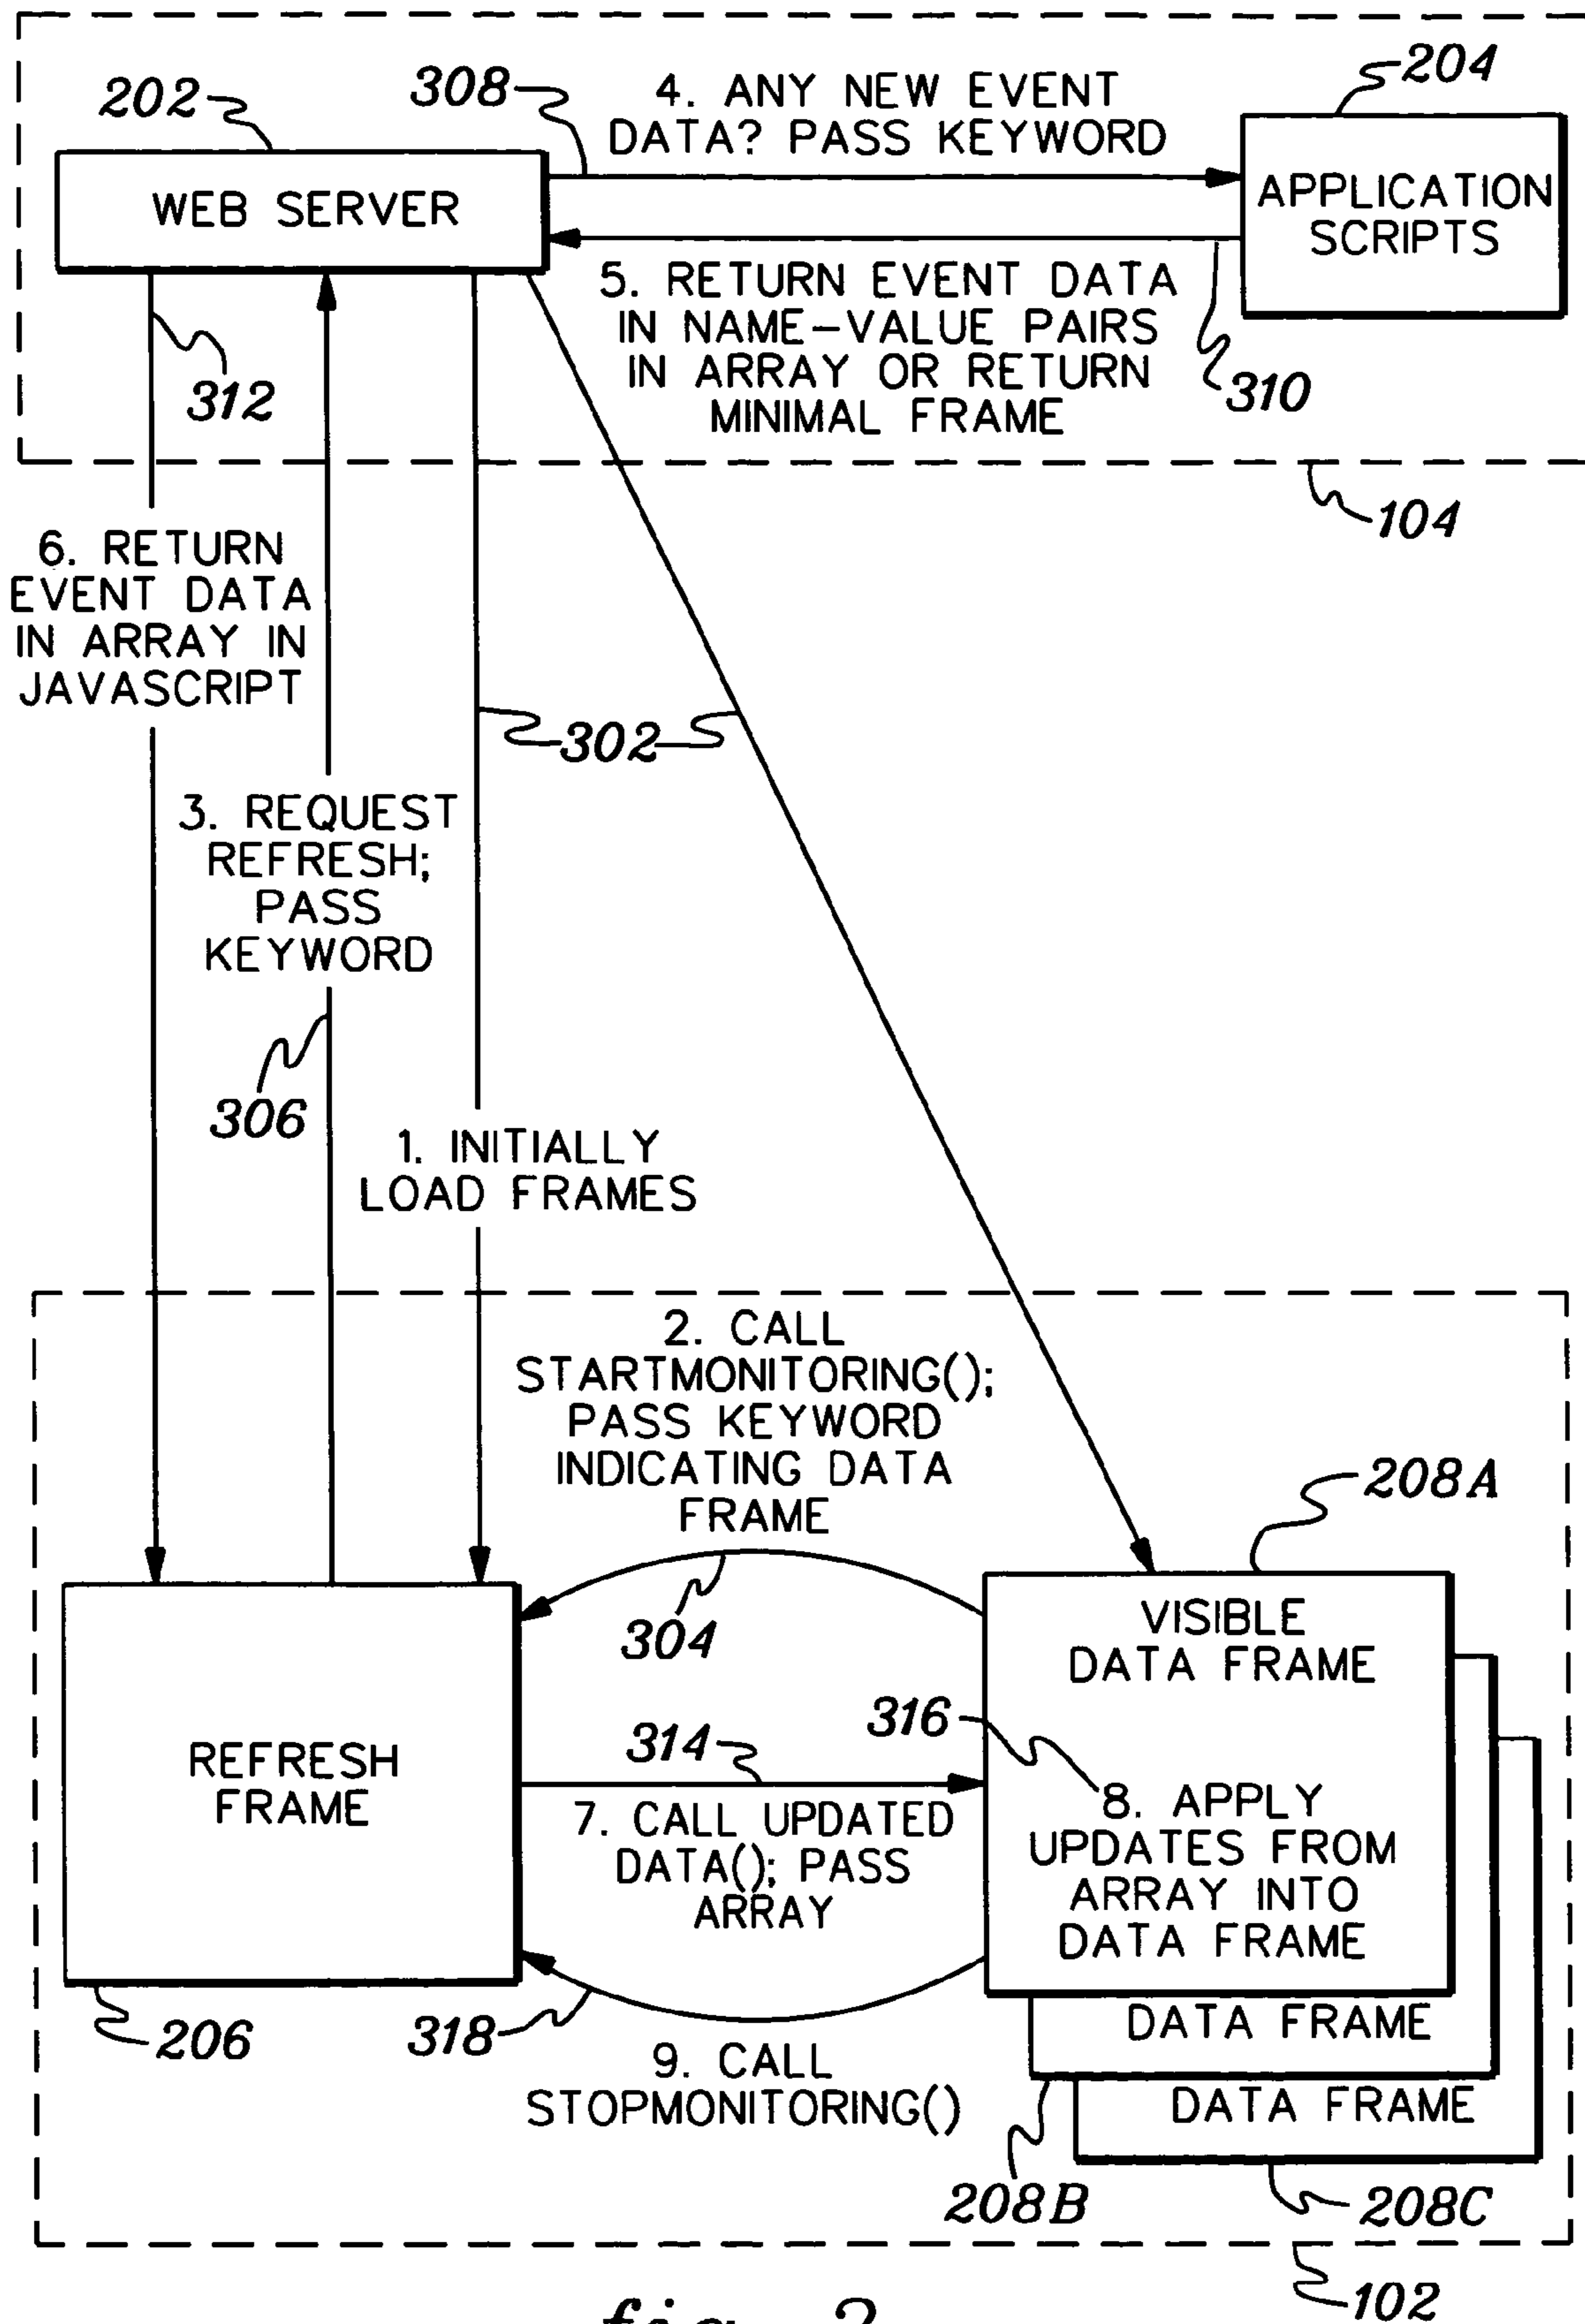 202
308
4. ANY NEW EVENT
DATA? PASS KEYWORD
204
WEB SERVER
APPLICATION
SCRIPTS
5. RETURN EVENT DATA
IN NAME-VALUE PAIRS
IN ARRAY OR RETURN
MINIMAL FRAME
310
312
104
6. RETURN
EVENT DATA
IN ARRAY IN
JAVASCRIPT
302
3. REQUEST
REFRESH;
PASS
KEYWORD
306
1. INITIALLY
LOAD FRAMES
2. CALL
STARTMONITORING();
PASS KEYWORD
INDICATING DATA
FRAME
208A
304
VISIBLE
DATA FRAME
316
314
REFRESH
FRAME
7. CALL UPDATED
DATA(); PASS
ARRAY
8. APPLY
UPDATES FROM
ARRAY INTO
DATA FRAME
206
318
9. CALL
STOPMONITORING()
DATA FRAME
DATA FRAME
208B
208C
102